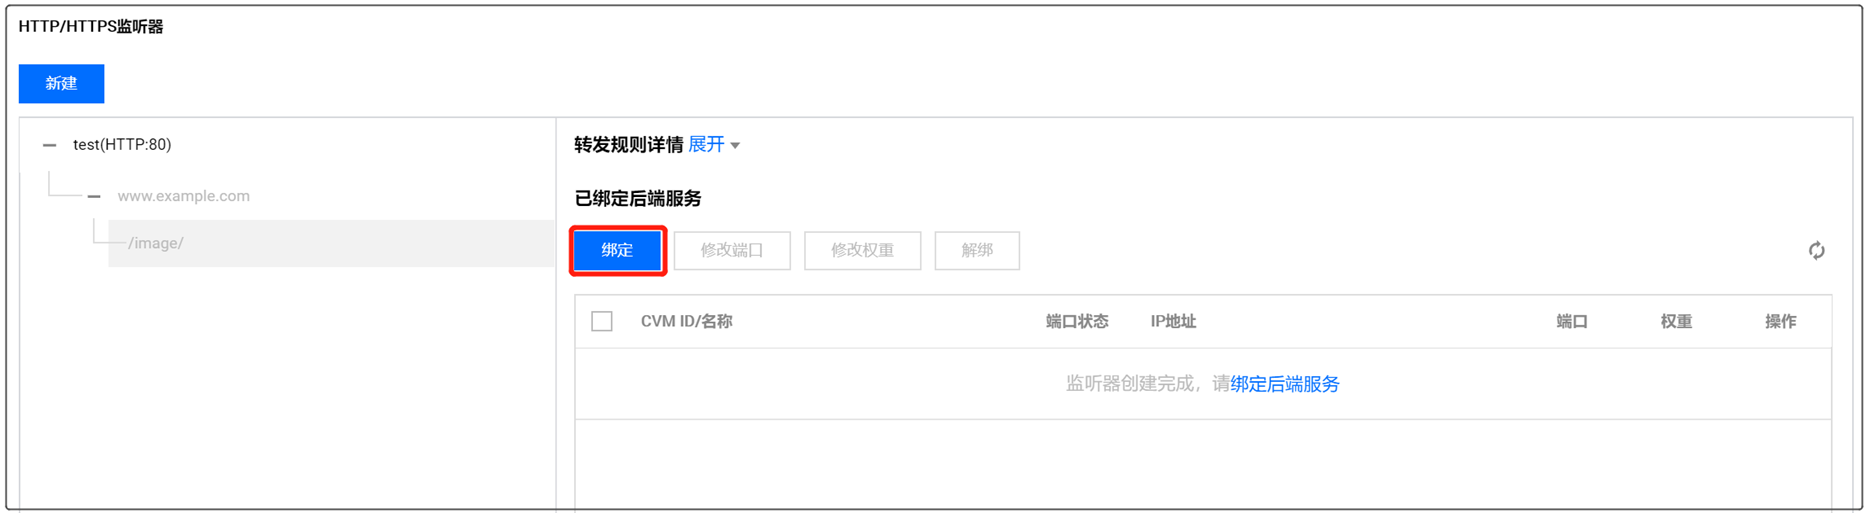 HTTP/HTTPS监听器
新建
test(HTTP:80)
www.example.com
/image/
转发规则详情 展开
已绑定后端服务
绑定 修改端口 修改权重 解绑
CVM ID/名称 端口状态 IP地址 端口 权重 操作
监听器创建完成，请绑定后端服务